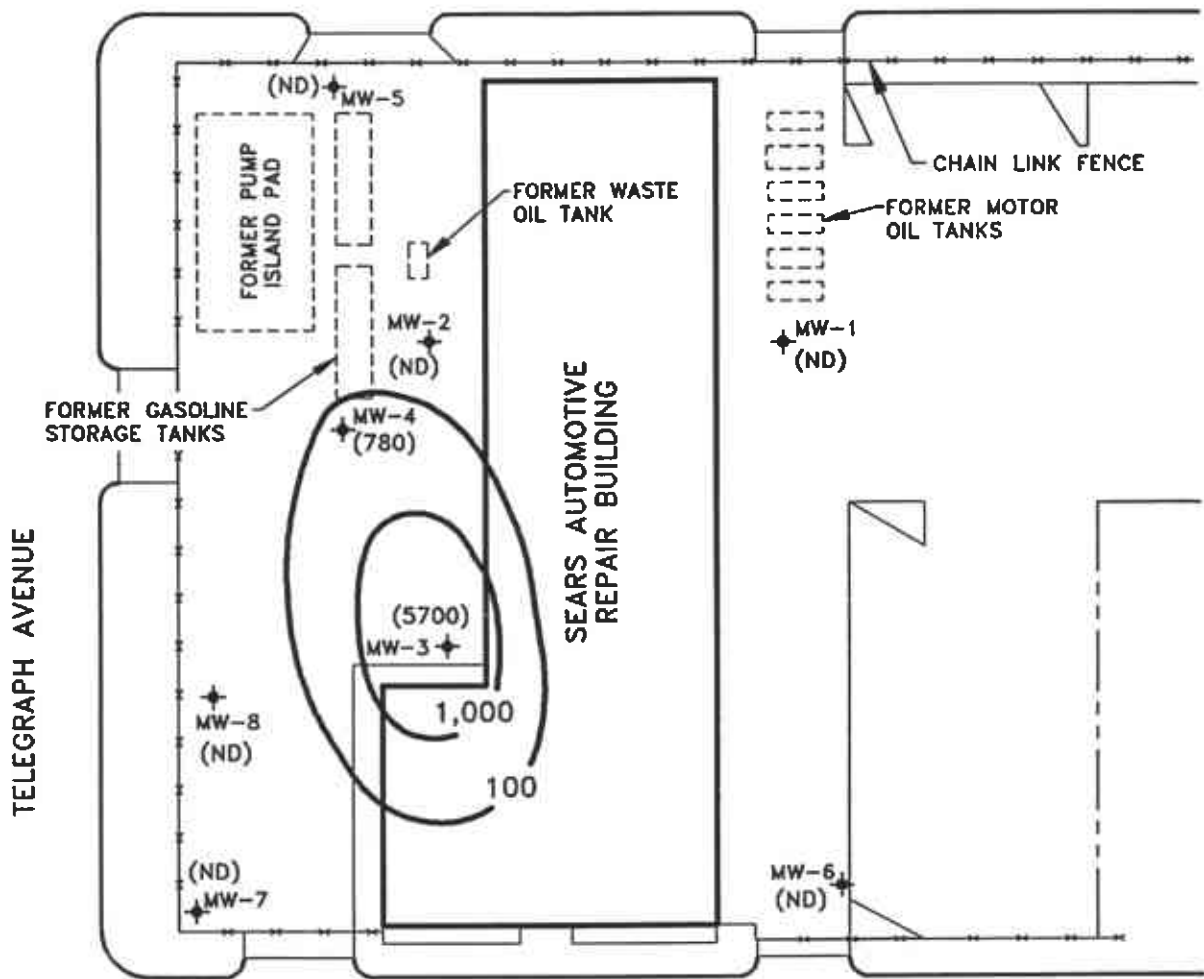 (ND)
MW-5
FORMER PUMP
ISLAND PAD
FORMER WASTE
OIL TANK
CHAIN LINK FENCE
FORMER MOTOR
OIL TANKS
MW-2
(ND)
MW-1
(ND)
FORMER GASOLINE
STORAGE TANKS
MW-4
(780)
SEARS AUTOMOTIVE
REPAIR BUILDING
TELEGRAPH AVENUE
(5700)
MW-3
1,000
MW-8
(ND)
100
(ND)
MW-7
MW-6
(ND)